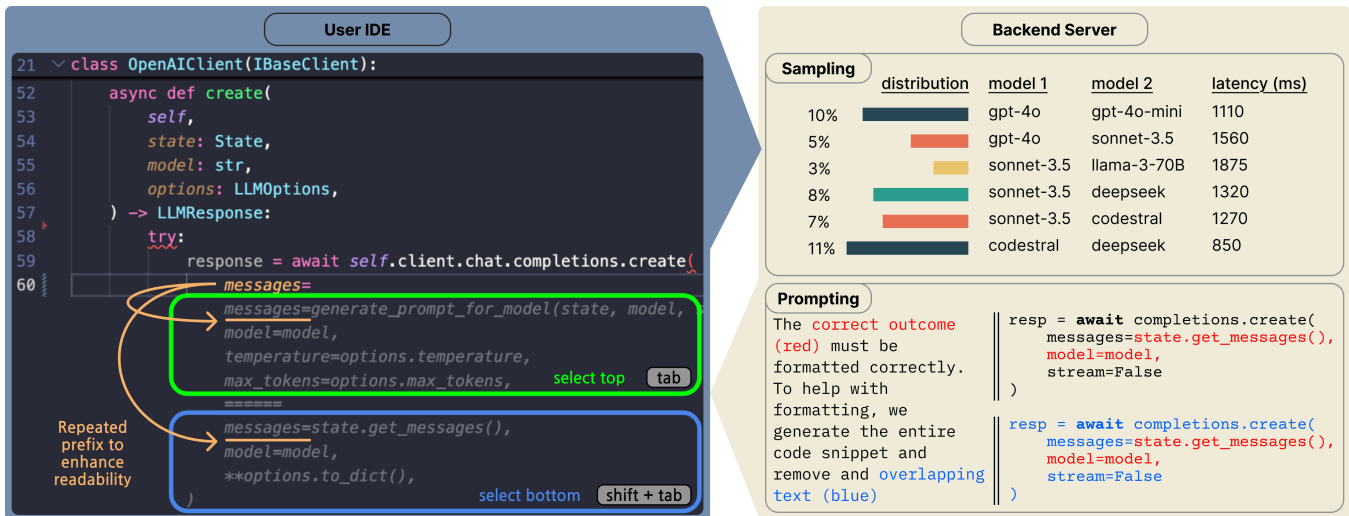 User IDE
21 class OpenAIClient(IBaseClient):
52 async def create(
53 self,
54 state: State,
55 model: str,
56 options: LLMOptions,
57 ) -> LLMResponse:
58 try:
59 response = await self.client.chat.completions.create(
60 messages=
messages=generate_prompt_for_model(state, model,
model=model,
temperature=options.temperature,
max_tokens=options.max_tokens,
select top tab
======
messages=state.get_messages(),
model=model,
**options.to_dict(),
)
select bottom shift + tab
Repeated
prefix to
enhance
readability
Backend Server
Sampling
distribution model 1 model 2 latency (ms)
10% gpt-4o gpt-4o-mini 1110
5% gpt-4o sonnet-3.5 1560
3% sonnet-3.5 llama-3-70B 1875
8% sonnet-3.5 deepseek 1320
7% sonnet-3.5 codestral 1270
11% codestral deepseek 850
Prompting
The correct outcome
(red) must be
formatted correctly.
To help with
formatting, we
generate the entire
code snippet and
remove and overlapping
text (blue)
resp = await completions.create(
messages=state.get_messages(),
model=model,
stream=False
)
resp = await completions.create(
messages=state.get_messages(),
model=model,
stream=False
)